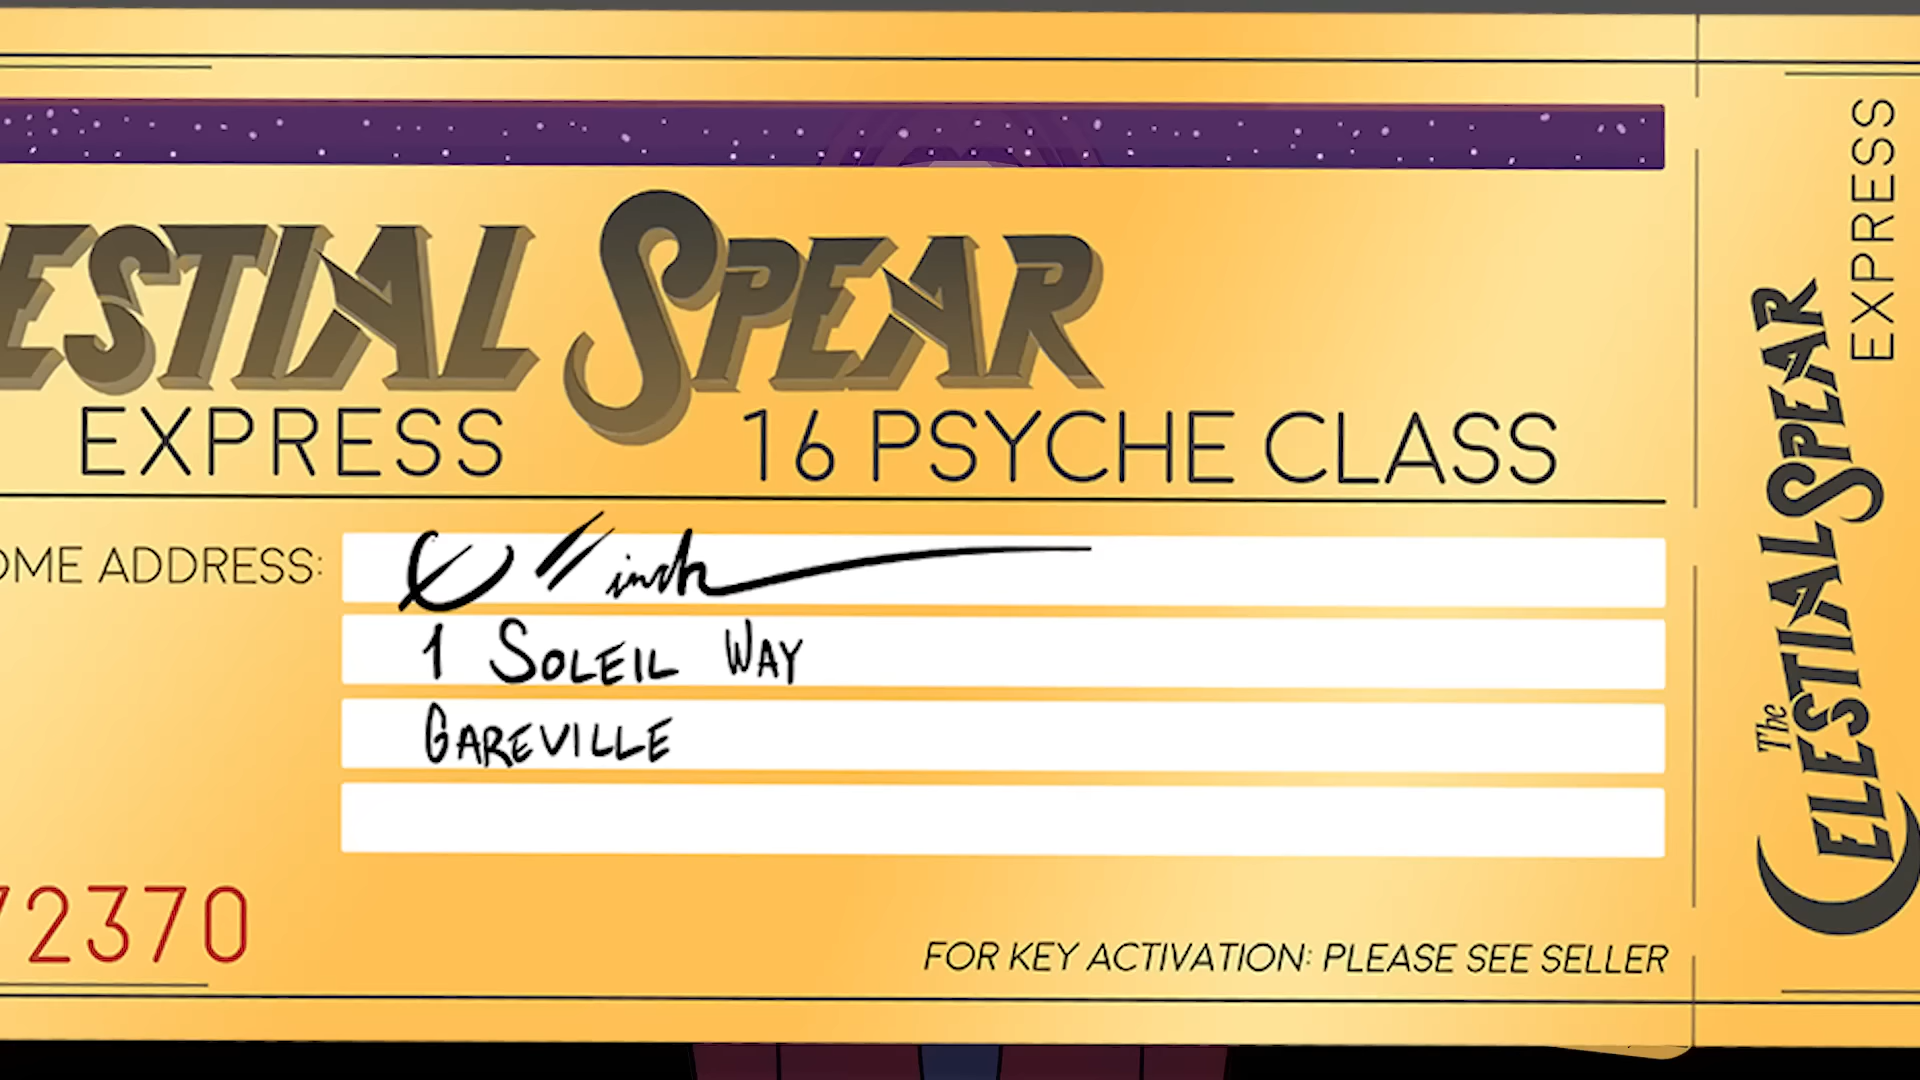 ESTIAL SPEAR
EXPRESS 16 PSYCHE CLASS
OME ADDRESS:
1 SOLEIL WAY
GAREVILLE
2370
FOR KEY ACTIVATION: PLEASE SEE SELLER
The CELESTIAL SPEAR
EXPRESS